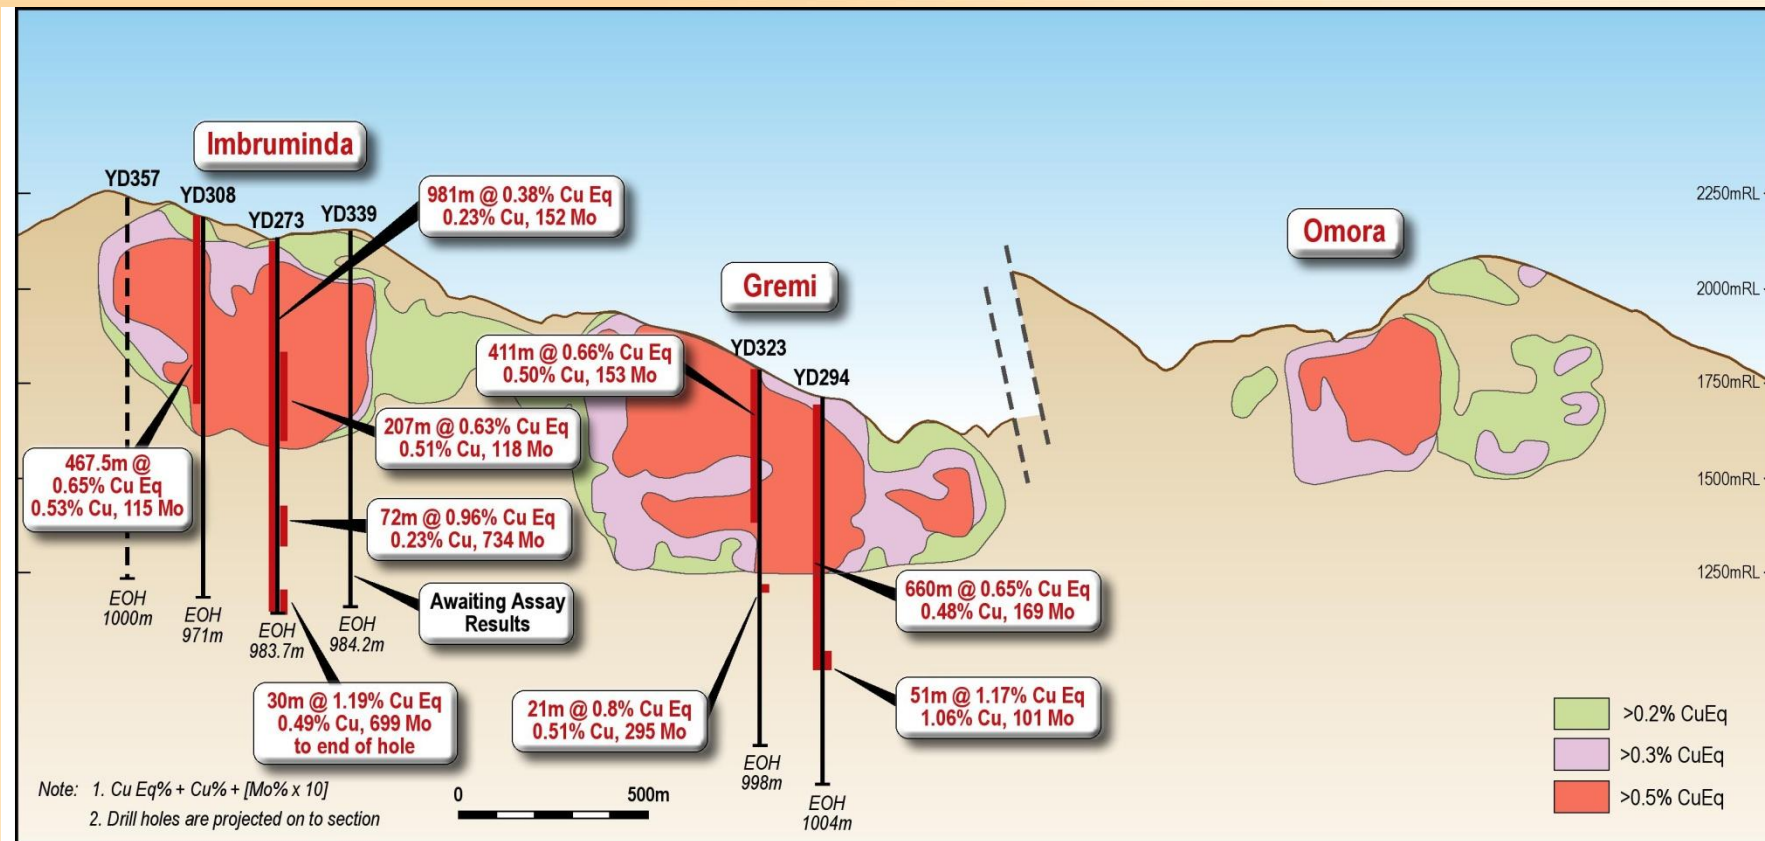 Imbruminda
YD357
YD308
YD273
YD339
981m @ 0.38% Cu Eq
0.23% Cu, 152 Mo
Omora
Gremi
2250mRL
2000mRL
1750mRL
1500mRL
1250mRL
YD323
YD294
411m @ 0.66% Cu Eq
0.50% Cu, 153 Mo
207m @ 0.63% Cu Eq
0.51% Cu, 118 Mo
467.5m @
0.65% Cu Eq
0.53% Cu, 115 Mo
72m @ 0.96% Cu Eq
0.23% Cu, 734 Mo
Awaiting Assay
Results
660m @ 0.65% Cu Eq
0.48% Cu, 169 Mo
EOH
1000m
EOH
971m
EOH
983.7m
EOH
984.2m
30m @ 1.19% Cu Eq
0.49% Cu, 699 Mo
to end of hole
21m @ 0.8% Cu Eq
0.51% Cu, 295 Mo
51m @ 1.17% Cu Eq
1.06% Cu, 101 Mo
EOH
998m
EOH
1004m
>0.2% CuEq
>0.3% CuEq
>0.5% CuEq
Note: 1. Cu Eq% + Cu% + [Mo% x 10]
2. Drill holes are projected on to section
0 500m